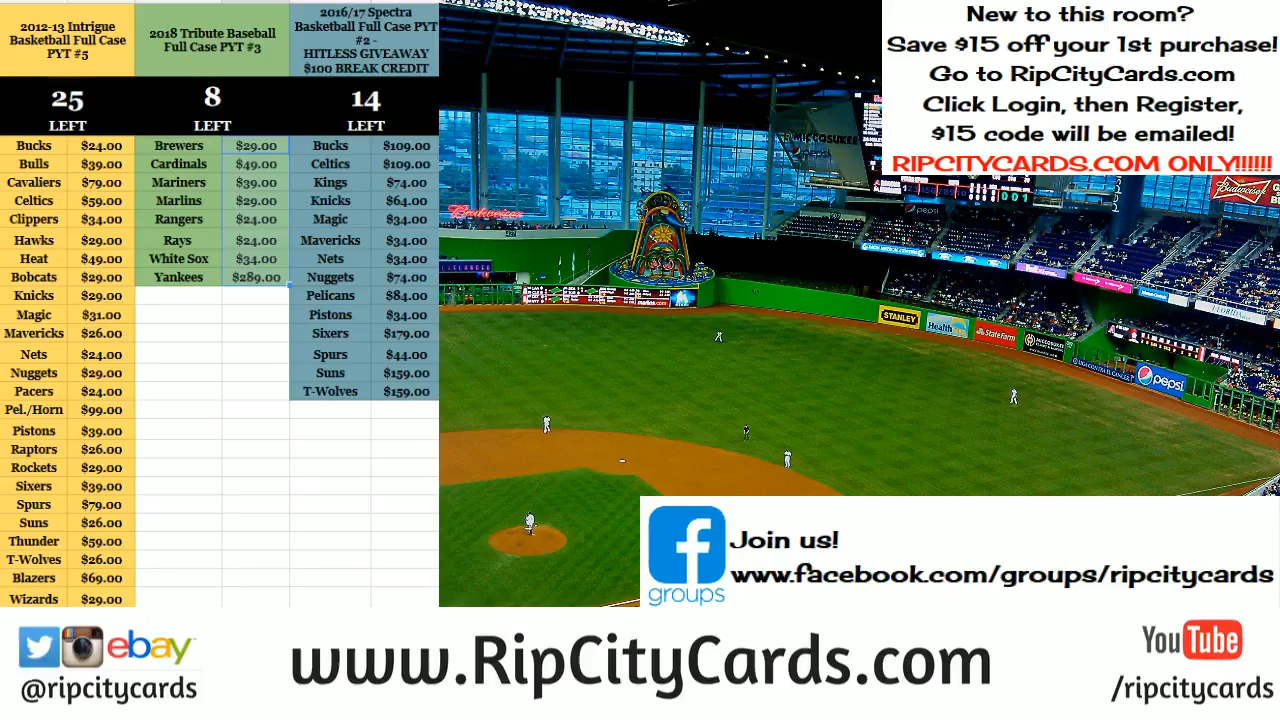 2012-13 Intrigue
Basketball Full Case
PYT #5
2018 Tribute Baseball
Full Case PYT #3
2016/17 Spectra
Basketball Full Case PYT
#2 -
HITLESS GIVEAWAY
$100 BREAK CREDIT
25
LEFT
8
LEFT
14
LEFT
Bucks $24.00
Bulls $39.00
Cavaliers $79.00
Celtics $59.00
Clippers $34.00
Hawks $29.00
Heat $49.00
Bobcats $29.00
Knicks $29.00
Magic $31.00
Mavericks $26.00
Nets $24.00
Nuggets $29.00
Pacers $24.00
Pel./Horn $99.00
Pistons $39.00
Raptors $26.00
Rockets $29.00
Sixers $39.00
Spurs $79.00
Suns $26.00
Thunder $59.00
T-Wolves $26.00
Blazers $69.00
Wizards $29.00
Brewers $29.00
Cardinals $49.00
Mariners $39.00
Marlins $29.00
Rangers $24.00
Rays $24.00
White Sox $34.00
Yankees $289.00
Bucks $109.00
Celtics $109.00
Kings $74.00
Knicks $64.00
Magic $34.00
Mavericks $34.00
Nets $34.00
Nuggets $74.00
Pelicans $84.00
Pistons $34.00
Sixers $179.00
Spurs $44.00
Suns $159.00
T-Wolves $159.00
New to this room?
Save $15 off your 1st purchase!
Go to RipCityCards.com
Click Login, then Register,
$15 code will be emailed!
RIPCITYCARDS.COM ONLY!!!!!!
MICCOSUKEE
pepsi
Budweiser
Budweiser
pepsi
STANLEY
Health
State Farm
MICCOSUKEE
LIGA CONTRA EL CANCER
pepsi
FLORIDA
f
groups
Join us!
www.facebook.com/groups/ripcitycards
ebay
@ripcitycards
www.RipCityCards.com
YouTube
/ripcitycards